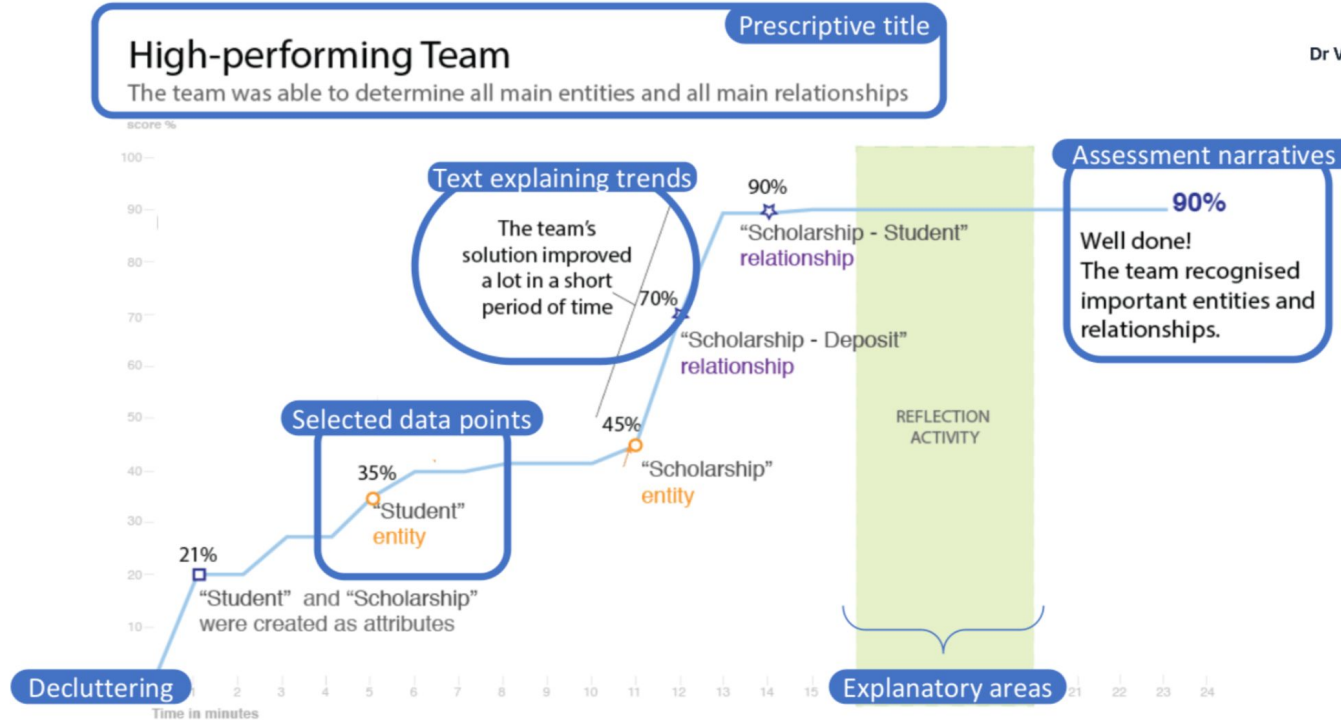 Prescriptive title
High-performing Team
Dr V
The team was able to determine all main entities and all main relationships
score %
100
Text explaining trends
Assessment narratives
90%
90%
90
The team's
solution improved
a lot in a short
period of time
"Scholarship - Student"
relationship
Well done!
The team recognised
important entities and
relationships.
80
70%
70
"Scholarship - Deposit"
relationship
60
50
Selected data points
45%
REFLECTION
ACTIVITY
40
35%
"Scholarship"
entity
"Student"
entity
30
21%
20
"Student" and "Scholarship"
were created as attributes
10
Decluttering
2 3 4 5 6 7 8 9 10 11 12 13 14 15
Explanatory areas
21 22 23 24
Time in minutes